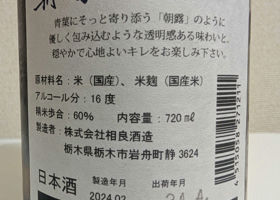 青葉にそっと寄り添う「朝露」のように
優しく包み込むような透明感ある味わいと、
穏やかで心地よいキレをお楽しみ下さい。
原材料名：米（国産）、米麹（国産米）
アルコール分：16度
精米歩合：60% 内容量：720ml
製造者：株式会社相良酒造
栃木県栃木市岩舟町静3624
日本酒
製造年月
出荷年月
2024.02